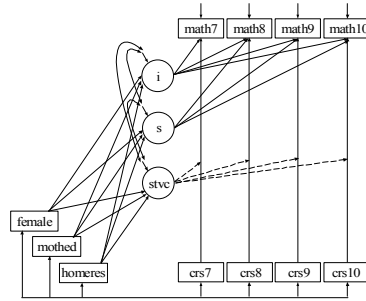 math7 math8 math9 math10
i
s
stvc
female
mothed
homeres
crs7 crs8 crs9 crs10